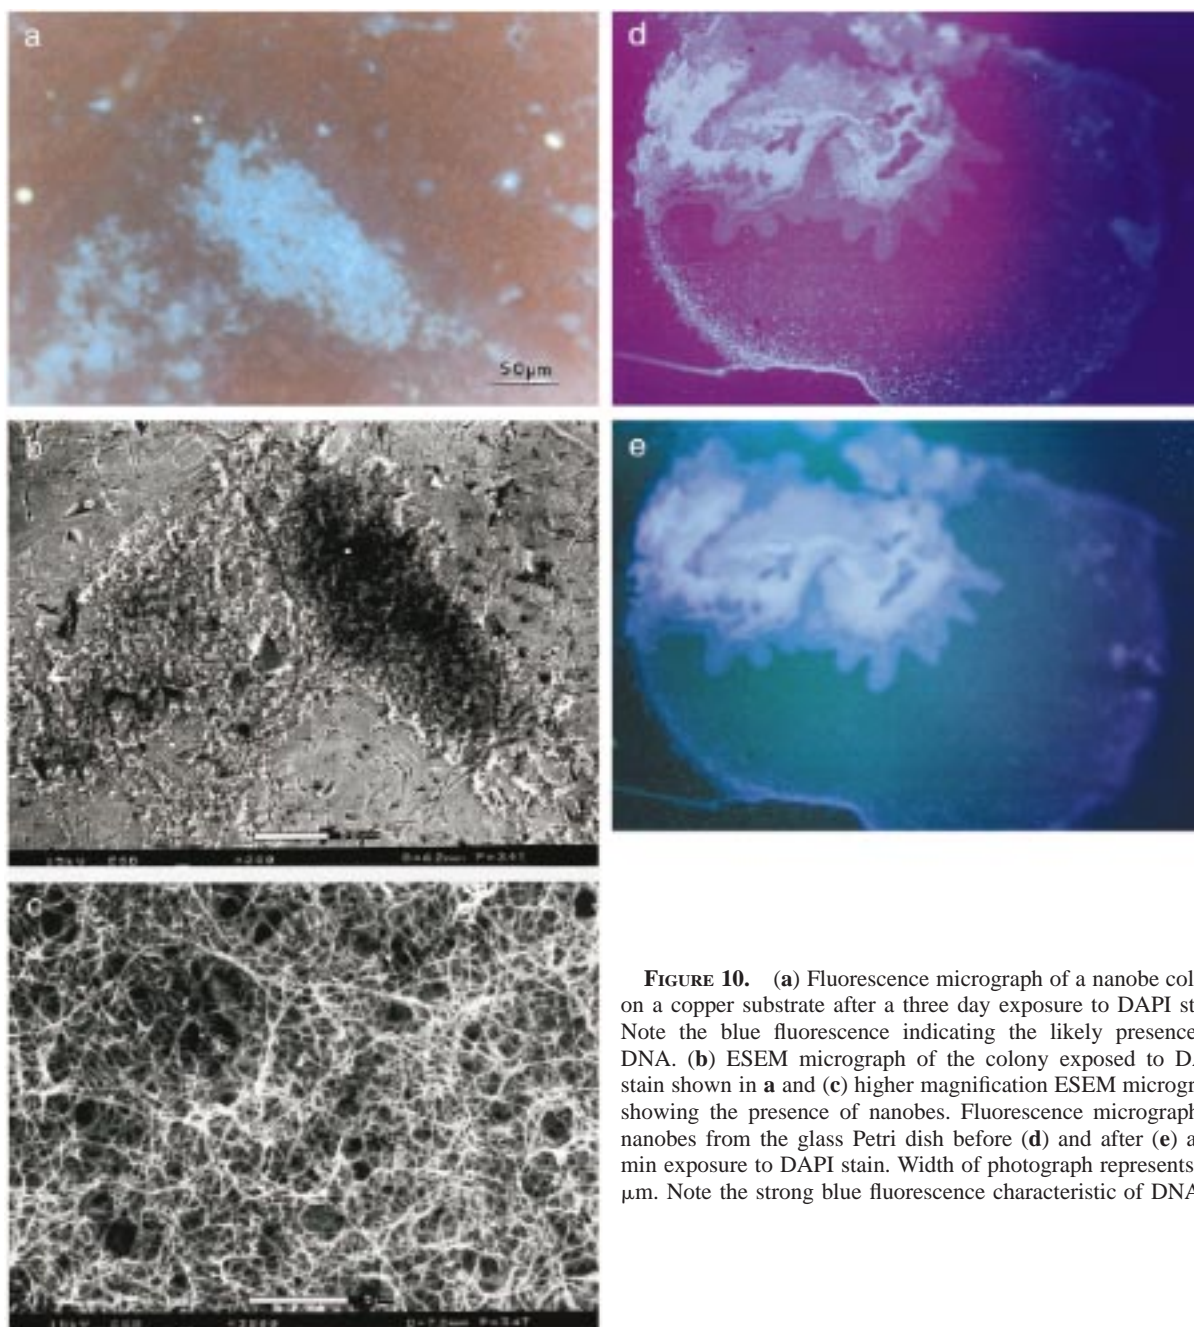 a
d
50µm
b
e
c
FIGURE 10. (a) Fluorescence micrograph of a nanobe col
on a copper substrate after a three day exposure to DAPI st
Note the blue fluorescence indicating the likely presence
DNA. (b) ESEM micrograph of the colony exposed to D
stain shown in a and (c) higher magnification ESEM microgr
showing the presence of nanobes. Fluorescence micrograph
nanobes from the glass Petri dish before (d) and after (e) a
min exposure to DAPI stain. Width of photograph represents
µm. Note the strong blue fluorescence characteristic of DNA